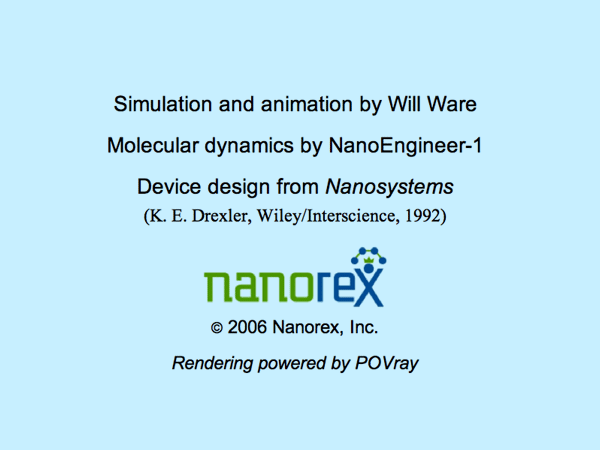 Simulation and animation by Will Ware
Molecular dynamics by NanoEngineer-1
Device design from Nanosystems
(K. E. Drexler, Wiley/Interscience, 1992)
nanorex
© 2006 Nanorex, Inc.
Rendering powered by POVray